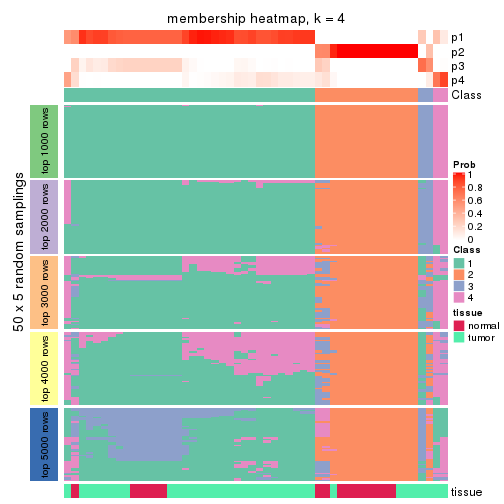 membership heatmap, k = 4
p1
p2
p3
p4
Class
50 x 5 random samplings
top 1000 rows
top 2000 rows
top 3000 rows
top 4000 rows
top 5000 rows
Prob
1
0.8
0.6
0.4
0.2
0
Class
1
2
3
4
tissue
normal
tumor
tissue